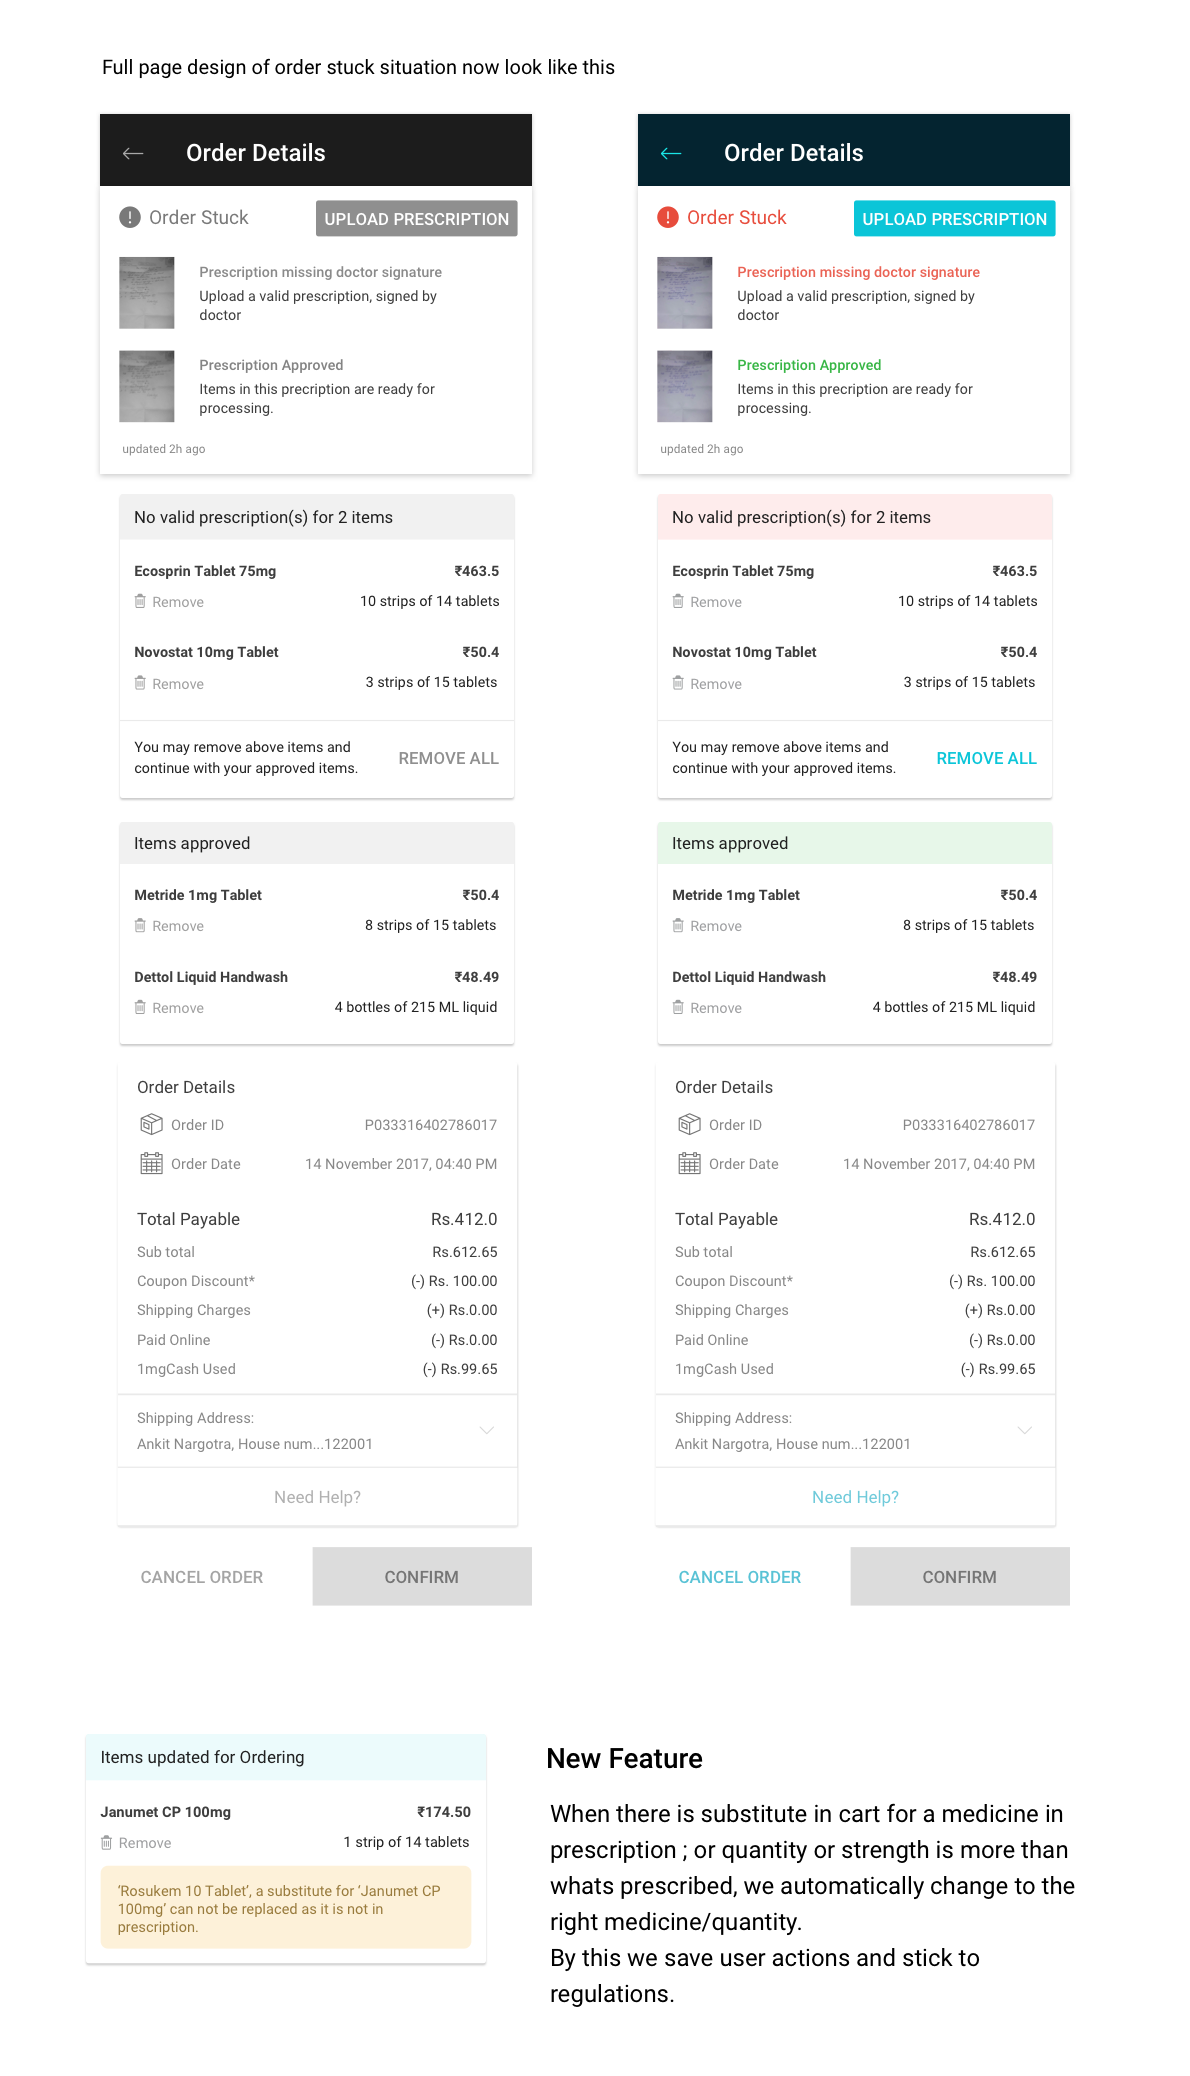 Full page design of order stuck situation now look like this
Order Details
Order Stuck
UPLOAD PRESCRIPTION
Prescription missing doctor signature
Upload a valid prescription, signed by
doctor
Prescription Approved
Items in this precription are ready for
processing.
updated 2h ago
No valid prescription(s) for 2 items
Ecosprin Tablet 75mg ₹463.5
Remove 10 strips of 14 tablets
Novostat 10mg Tablet ₹50.4
Remove 3 strips of 15 tablets
You may remove above items and
continue with your approved items.
REMOVE ALL
Items approved
Metride 1mg Tablet ₹50.4
Remove 8 strips of 15 tablets
Dettol Liquid Handwash ₹48.49
Remove 4 bottles of 215 ML liquid
Order Details
Order ID P033316402786017
Order Date 14 November 2017, 04:40 PM
Total Payable Rs.412.0
Sub total Rs.612.65
Coupon Discount* (-) Rs. 100.00
Shipping Charges (+) Rs.0.00
Paid Online (-) Rs.0.00
1mgCash Used (-) Rs.99.65
Shipping Address:
Ankit Nargotra, House num...122001
Need Help?
CANCEL ORDER CONFIRM
Order Details
Order Stuck
UPLOAD PRESCRIPTION
Prescription missing doctor signature
Upload a valid prescription, signed by
doctor
Prescription Approved
Items in this precription are ready for
processing.
updated 2h ago
No valid prescription(s) for 2 items
Ecosprin Tablet 75mg ₹463.5
Remove 10 strips of 14 tablets
Novostat 10mg Tablet ₹50.4
Remove 3 strips of 15 tablets
You may remove above items and
continue with your approved items.
REMOVE ALL
Items approved
Metride 1mg Tablet ₹50.4
Remove 8 strips of 15 tablets
Dettol Liquid Handwash ₹48.49
Remove 4 bottles of 215 ML liquid
Order Details
Order ID P033316402786017
Order Date 14 November 2017, 04:40 PM
Total Payable Rs.412.0
Sub total Rs.612.65
Coupon Discount* (-) Rs. 100.00
Shipping Charges (+) Rs.0.00
Paid Online (-) Rs.0.00
1mgCash Used (-) Rs.99.65
Shipping Address:
Ankit Nargotra, House num...122001
Need Help?
CANCEL ORDER CONFIRM
Items updated for Ordering
Janumet CP 100mg ₹174.50
Remove 1 strip of 14 tablets
‘Rosukem 10 Tablet’, a substitute for ‘Janumet CP
100mg’ can not be replaced as it is not in
prescription.
New Feature
When there is substitute in cart for a medicine in
prescription ; or quantity or strength is more than
whats prescribed, we automatically change to the
right medicine/quantity.
By this we save user actions and stick to
regulations.